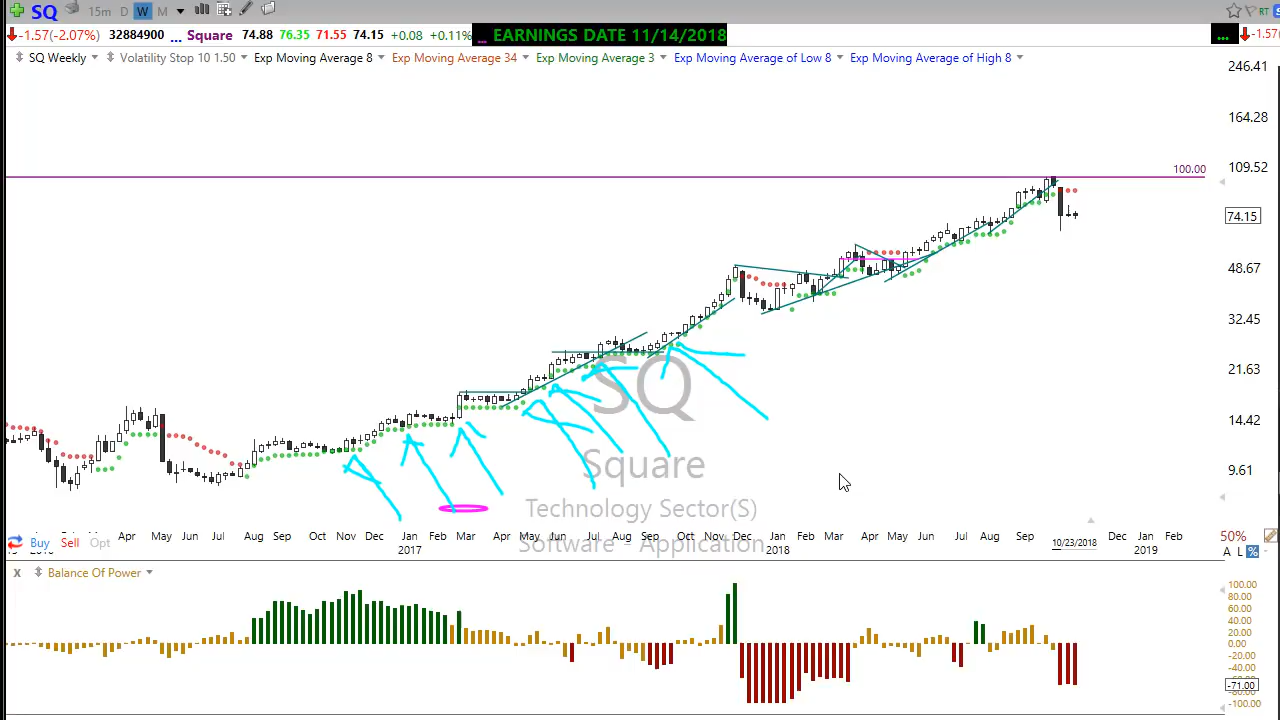 SQ 15m D W M RT S
-1.57(-2.07%) 32884900 ... Square 74.88 76.35 71.55 74.15 +0.08 +0.11% ... EARNINGS DATE 11/14/2018 ... -1.57
SQ Weekly Volatility Stop 10 1.50 Exp Moving Average 8 Exp Moving Average 34 Exp Moving Average 3 Exp Moving Average of Low 8 Exp Moving Average of High 8
246.41
164.28
100.00 109.52
74.15
48.67
32.45
21.63
14.42
9.61
SQ
Square
Technology Sector(S)
Software - Application
Apr May Jun Jul Aug Sep Oct Nov Dec Jan Feb Mar Apr May Jun Jul Aug Sep Oct Nov Dec Jan Feb Mar Apr May Jun Jul Aug Sep 10/23/2018 Dec Jan Feb 50%
Buy Sell Opt
2016 2017 2018 2019 A L %
X Balance Of Power
100.00
80.00
60.00
40.00
20.00
0.00
-20.00
-40.00
-71.00
-100.00